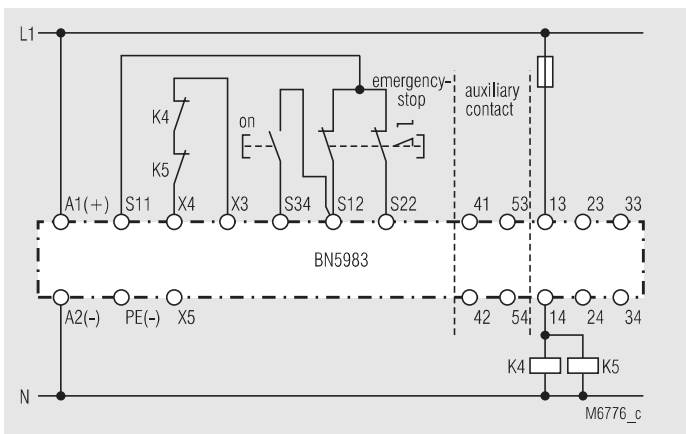 L1
emergency-
stop
auxiliary
contact
K4
on
K5
A1(+) S11 X4 X3 S34 S12 S22 41 53 13 23 33
BN5983
A2(-) PE(-) X5 42 54 14 24 34
K4 K5
N
M6776_c